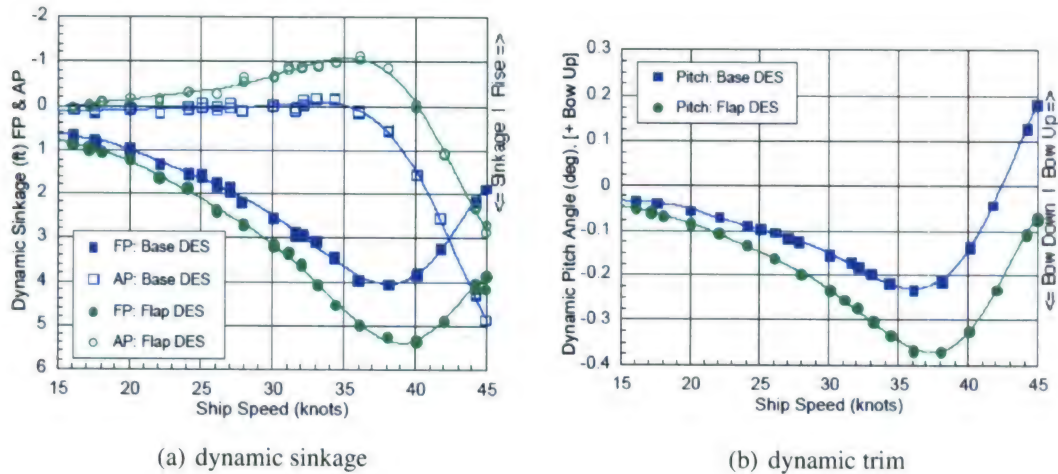 Dynamic Sinkage (ft) FP & AP
-2
-1
0
1
2
3
4
5
6
FP: Base DES
AP: Base DES
FP: Flap DES
AP: Flap DES
<= Sinkage | Rise =>
15 20 25 30 35 40 45
Ship Speed (knots)
(a) dynamic sinkage
Dynamic Pitch Angle (deg), [+ Bow Up]
0.3
0.2
0.1
0
-0.1
-0.2
-0.3
-0.4
Pitch: Base DES
Pitch: Flap DES
<= Bow Down | Bow Up =>
15 20 25 30 35 40 45
Ship Speed (knots)
(b) dynamic trim